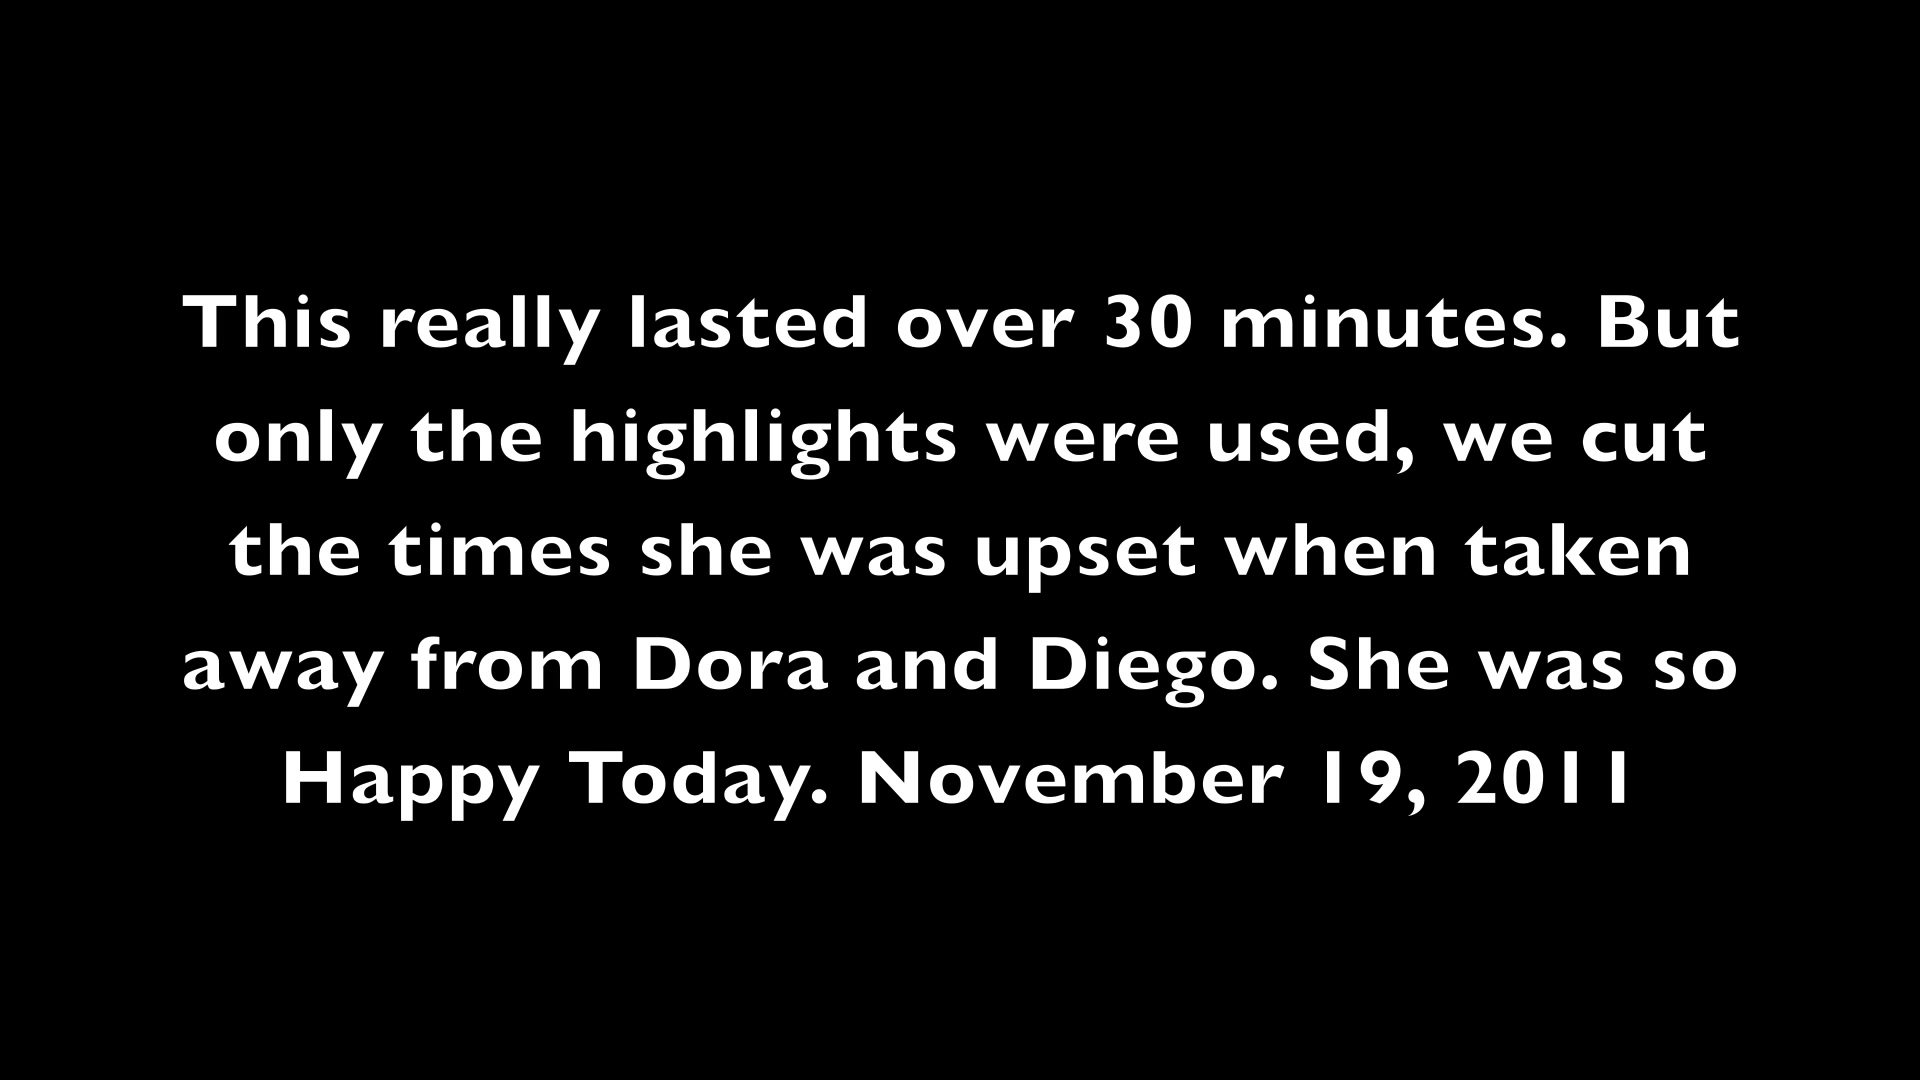 This really lasted over 30 minutes. But
only the highlights were used, we cut
the times she was upset when taken
away from Dora and Diego. She was so
Happy Today. November 19, 2011